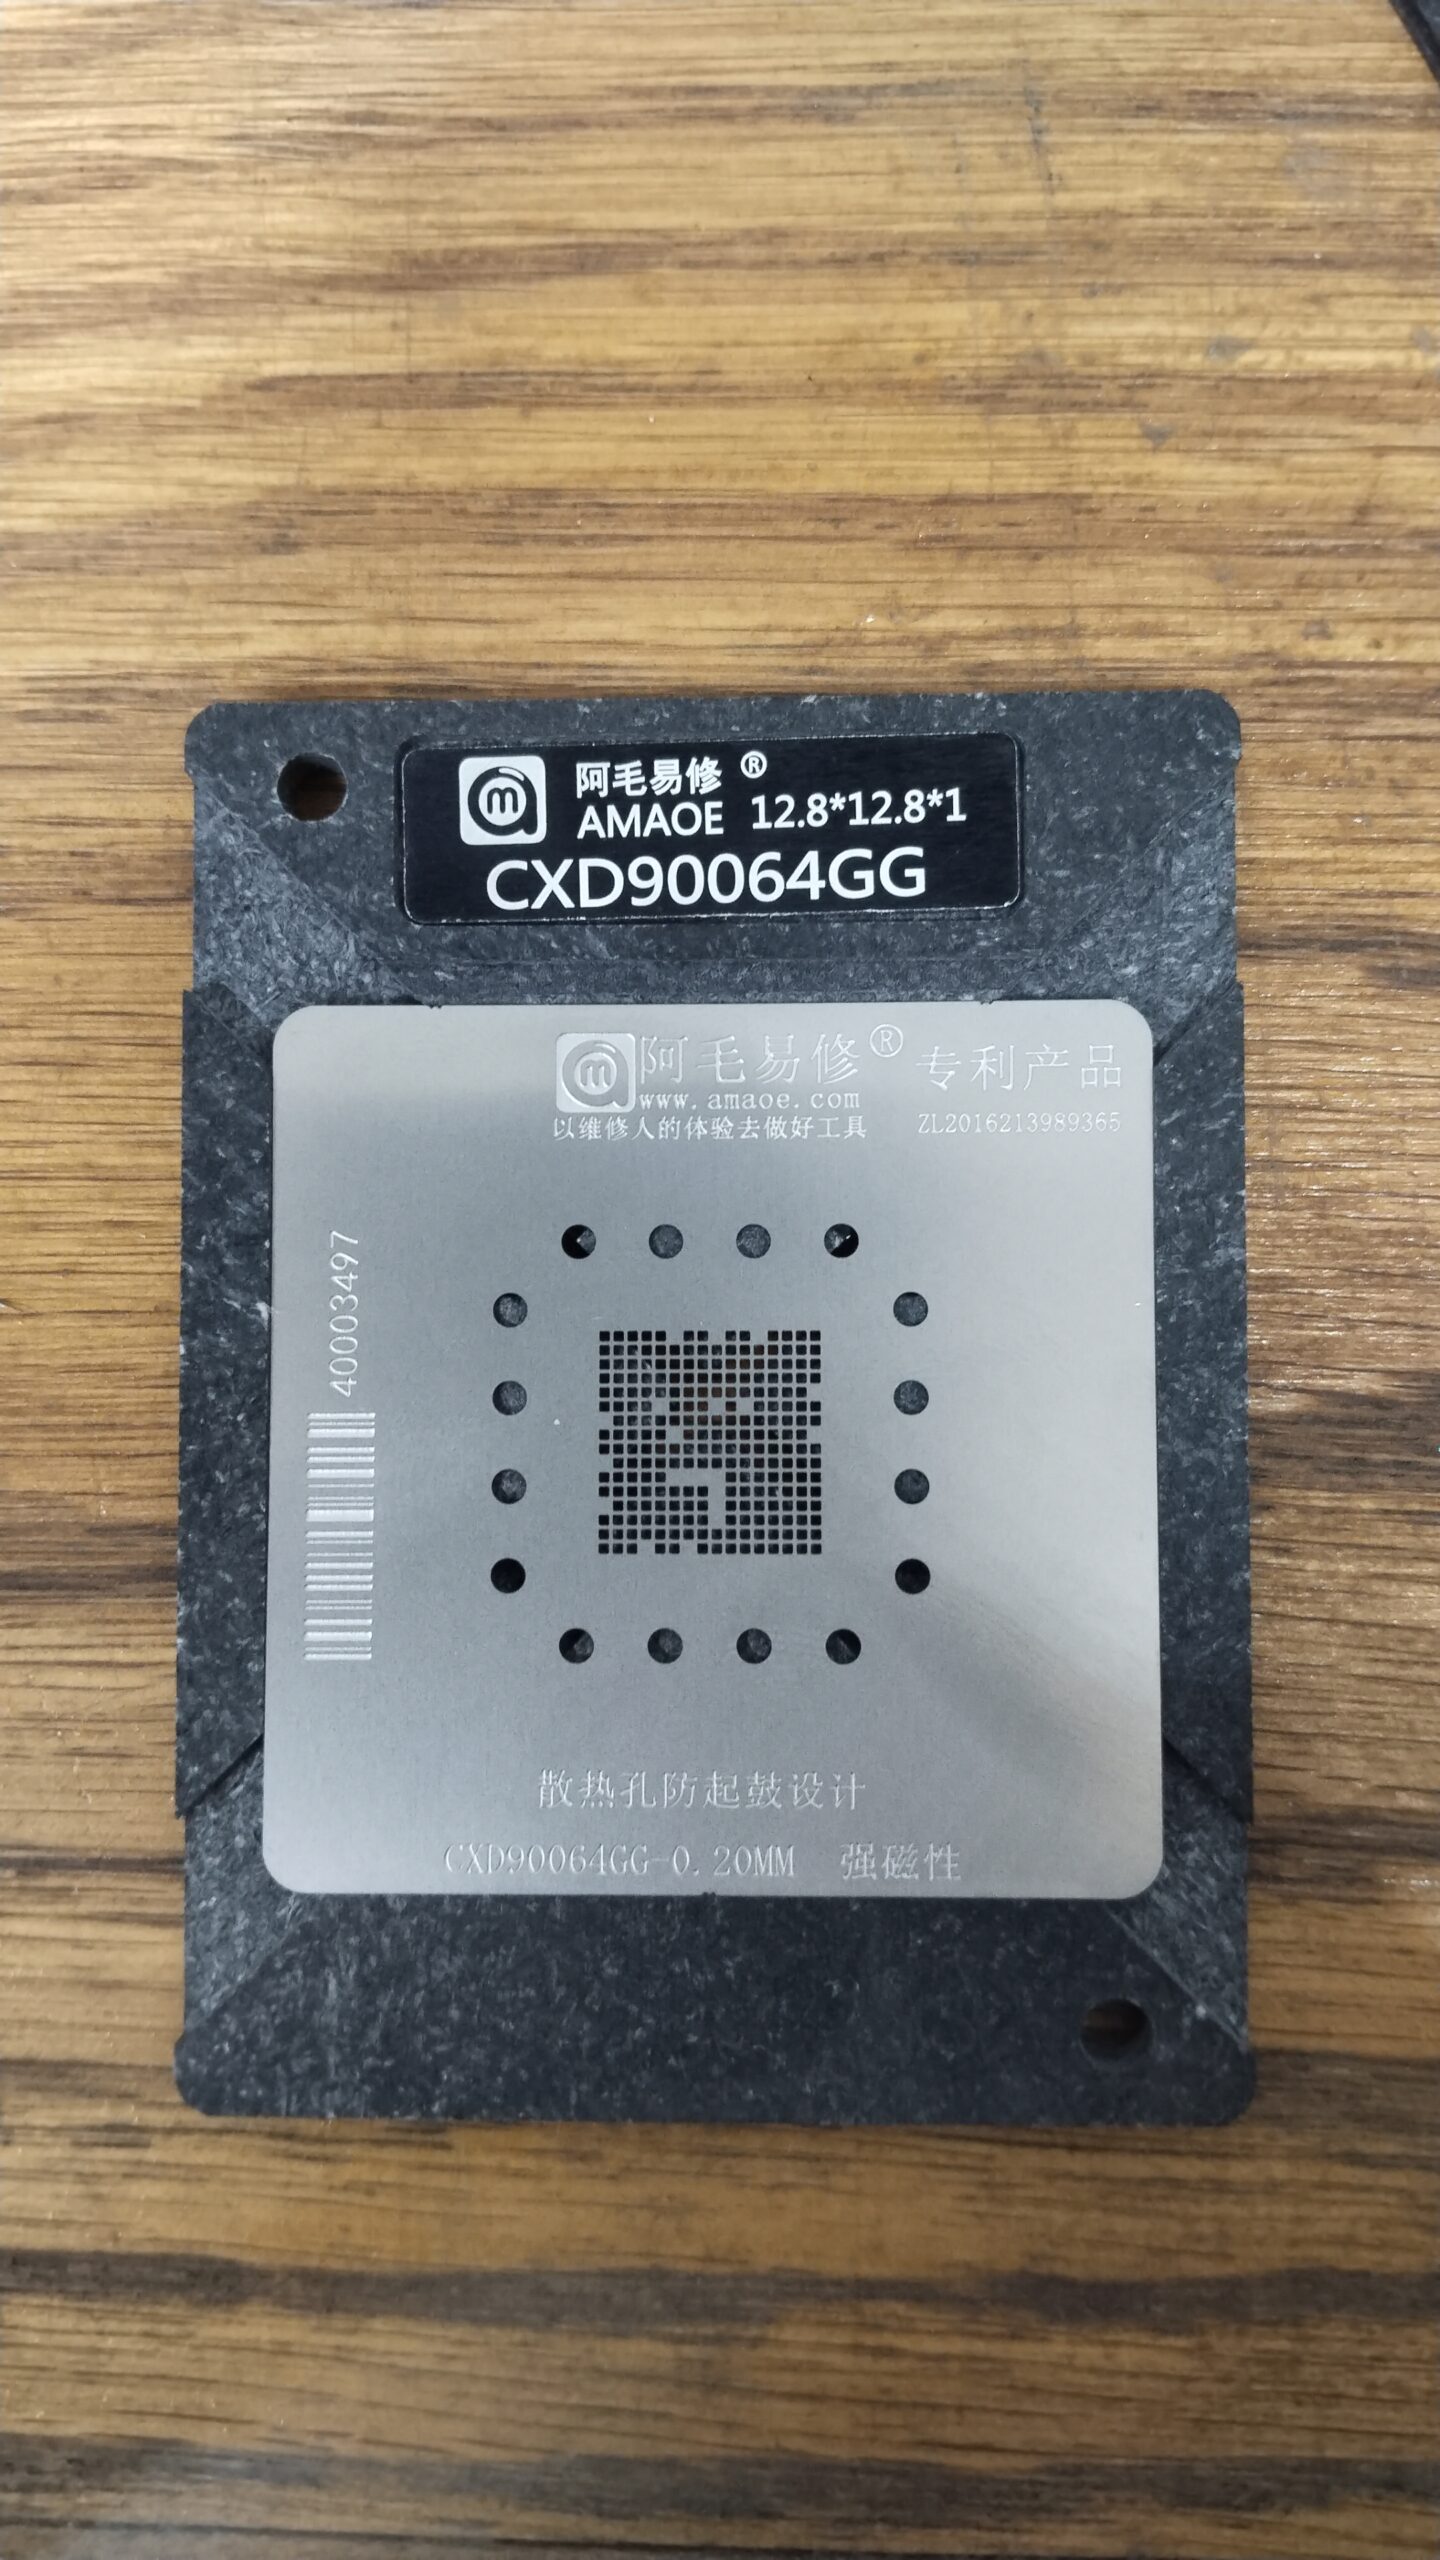 阿毛易修 ®
AMAOE 12.8*12.8*1
CXD90064GG
阿毛易修® 专利产品
www.amaoe.com
以维修人的体验去做好工具 ZL2016213989365
40003497
散热孔防起鼓设计
CXD90064GG-0.20MM 强磁性